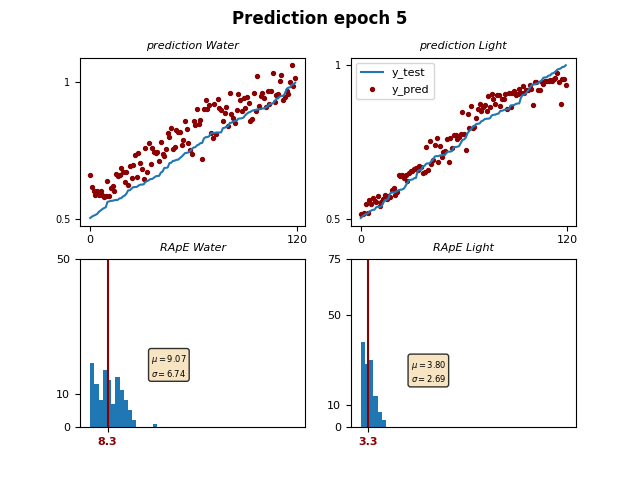 Prediction epoch 5
prediction Water
prediction Light
1
0.5
0
120
1
0.5
0
120
y_test
y_pred
RApE Water
RApE Light
50
10
0
8.3
μ = 9.07
σ = 6.74
75
50
10
0
3.3
μ = 3.80
σ = 2.69